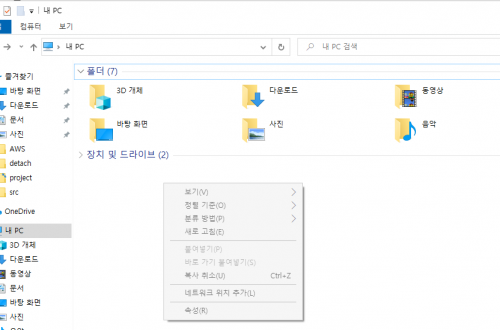 내 PC
컴퓨터 보기
내 PC
내 PC 검색
즐겨찾기
바탕 화면
다운로드
문서
사진
AWS
detach
project
src
OneDrive
내 PC
3D 개체
다운로드
동영상
문서
바탕 화면
사진
음악
폴더 (7)
3D 개체 다운로드 동영상
바탕 화면 사진 음악
장치 및 드라이브 (2)
보기(V)
정렬 기준(O)
분류 방법(P)
새로 고침(E)
붙여넣기(P)
바로 가기 붙여넣기(S)
복사 취소(U) Ctrl+Z
네트워크 위치 추가(L)
속성(R)